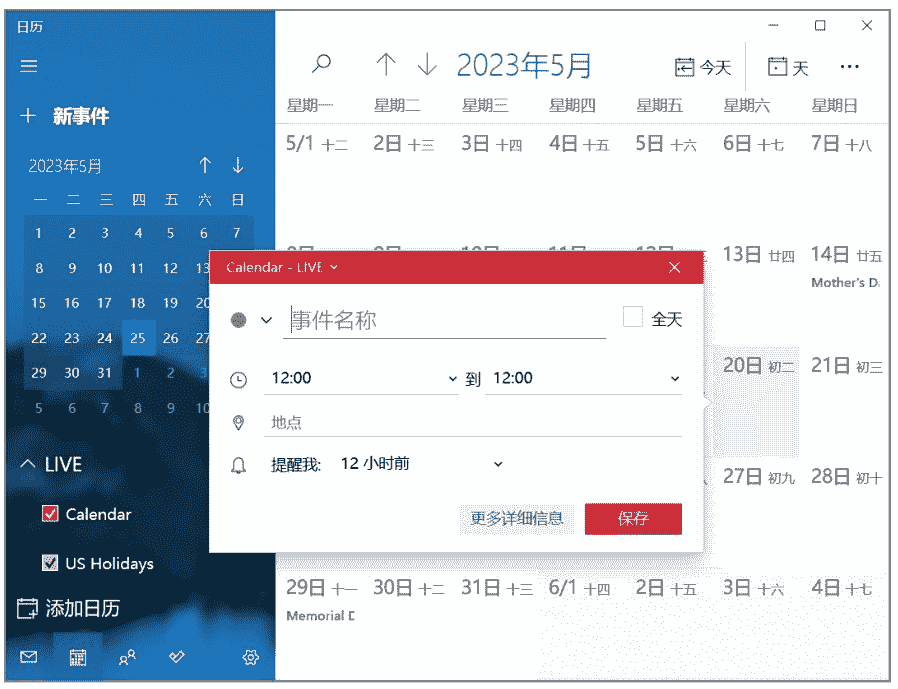 日历
新事件
2023年5月
一 二 三 四 五 六 日
1 2 3 4 5 6 7
8 9 10 11 12 13
15 16 17 18 19 20
22 23 24 25 26 27
29 30 31 1 2 3
5 6 7 8 9 10
LIVE
Calendar
US Holidays
添加日历
2023年5月
今天
天
星期一 星期二 星期三 星期四 星期五 星期六 星期日
5/1 十二 2日 十三 3日 十四 4日 十五 5日 十六 6日 十七 7日 十八
13日 廿四 14日 廿五
Mother's D
20日 初二 21日 初三
27日 初九 28日 初十
29日 十一 30日 十二 31日 十三 6/1 十四 2日 十五 3日 十六 4日 十七
Memorial D
Calendar - LIVE
事件名称
全天
12:00 到 12:00
地点
提醒我: 12 小时前
更多详细信息 保存